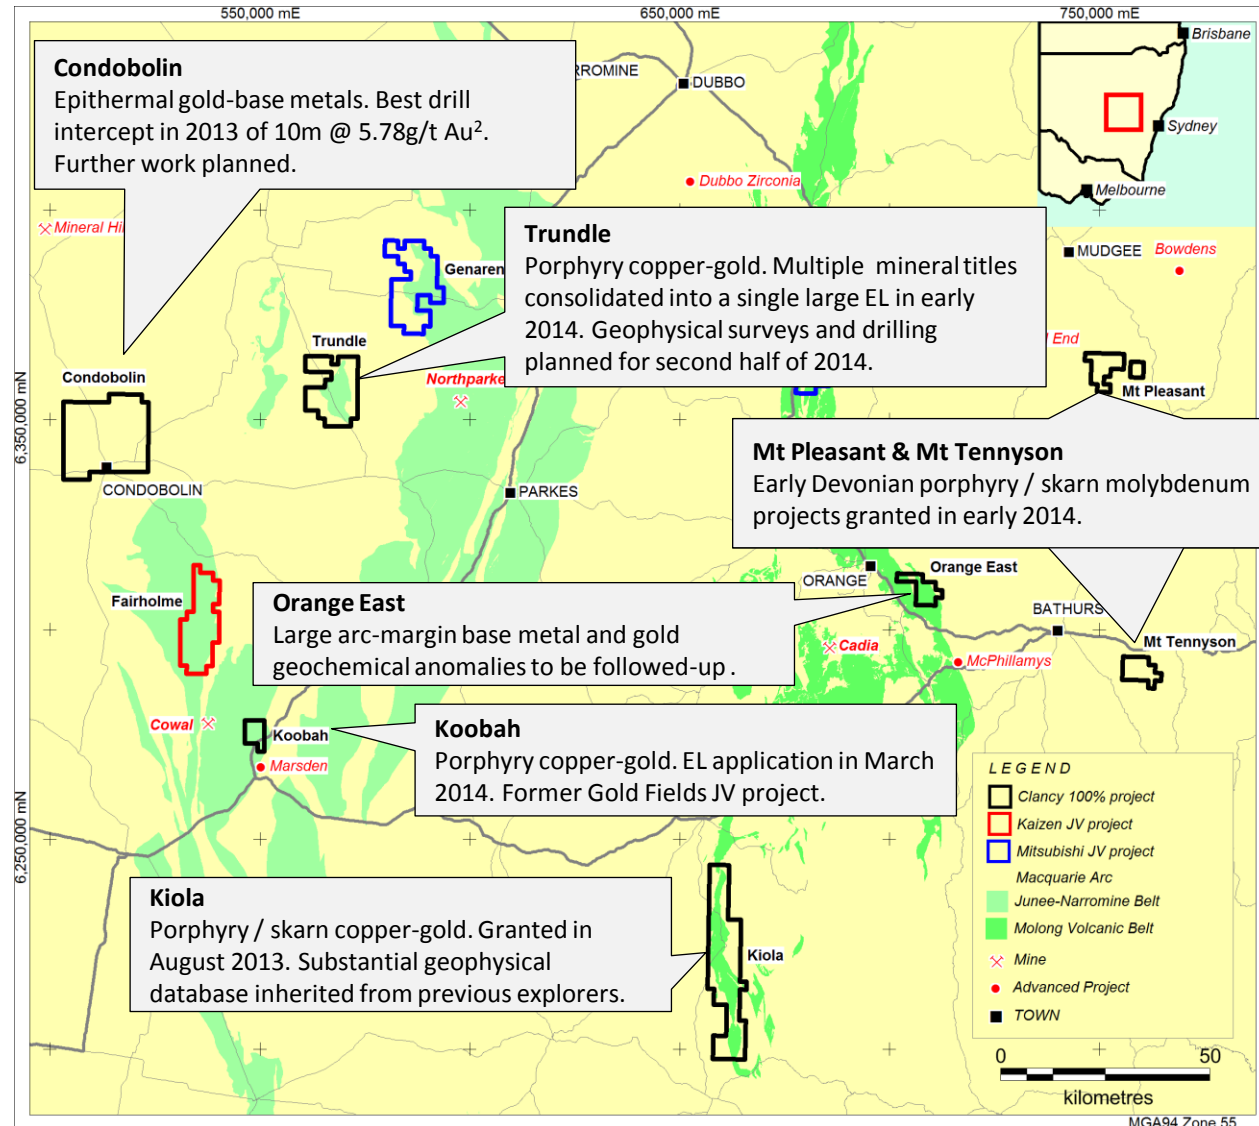 550,000 mE
650,000 mE
750,000 mE
Brisbane
Sydney
Melbourne
Condobolin
Epithermal gold-base metals. Best drill
intercept in 2013 of 10m @ 5.78g/t Au².
Further work planned.
RROMINE
DUBBO
Dubbo Zirconia
Mineral Hi
Trundle
Porphyry copper-gold. Multiple mineral titles
consolidated into a single large EL in early
2014. Geophysical surveys and drilling
planned for second half of 2014.
MUDGEE
Bowdens
Genaren
Trundle
Northparke
End
Mt Pleasant
Condobolin
6,350,000 mN
CONDOBOLIN
PARKES
Mt Pleasant & Mt Tennyson
Early Devonian porphyry / skarn molybdenum
projects granted in early 2014.
Fairholme
ORANGE
Orange East
BATHURS
Mt Tennyson
Orange East
Large arc-margin base metal and gold
geochemical anomalies to be followed-up .
Cadia
McPhillamys
Cowal
Koobah
Marsden
Koobah
Porphyry copper-gold. EL application in March
2014. Former Gold Fields JV project.
6,250,000 mN
Kiola
Porphyry / skarn copper-gold. Granted in
August 2013. Substantial geophysical
database inherited from previous explorers.
Kiola
LEGEND
Clancy 100% project
Kaizen JV project
Mitsubishi JV project
Macquarie Arc
Junee-Narromine Belt
Molong Volcanic Belt
Mine
Advanced Project
TOWN
0 50
kilometres
MGA94 Zone 55